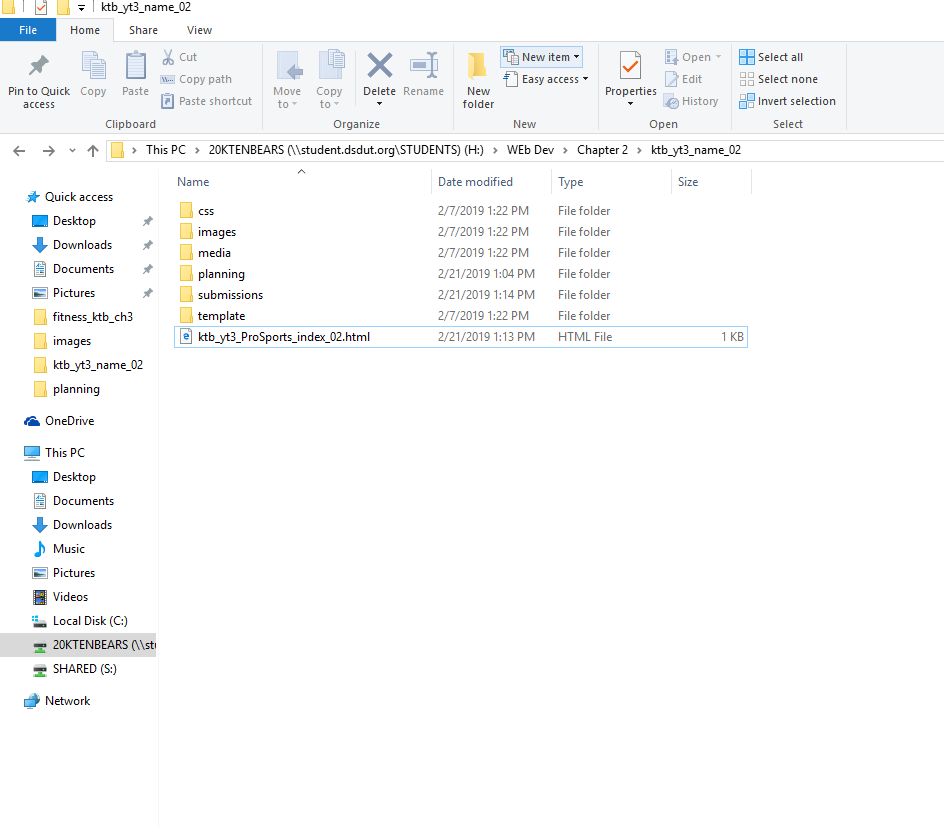 ktb_yt3_name_02
File Home Share View
Pin to Quick access
Copy
Paste
Cut
Copy path
Paste shortcut
Clipboard
Move to
Copy to
Delete
Rename
Organize
New folder
New item
Easy access
New
Properties
Open
Edit
History
Open
Select all
Select none
Invert selection
Select
This PC > 20KTENBEARS (\\student.dsdut.org\STUDENTS) (H:) > WEb Dev > Chapter 2 > ktb_yt3_name_02
Quick access
Desktop
Downloads
Documents
Pictures
fitness_ktb_ch3
images
ktb_yt3_name_02
planning
OneDrive
This PC
Desktop
Documents
Downloads
Music
Pictures
Videos
Local Disk (C:)
20KTENBEARS (\\stu
SHARED (S:)
Network
Name Date modified Type Size
css 2/7/2019 1:22 PM File folder
images 2/7/2019 1:22 PM File folder
media 2/7/2019 1:22 PM File folder
planning 2/21/2019 1:04 PM File folder
submissions 2/21/2019 1:14 PM File folder
template 2/7/2019 1:22 PM File folder
ktb_yt3_ProSports_index_02.html 2/21/2019 1:13 PM HTML File 1 KB